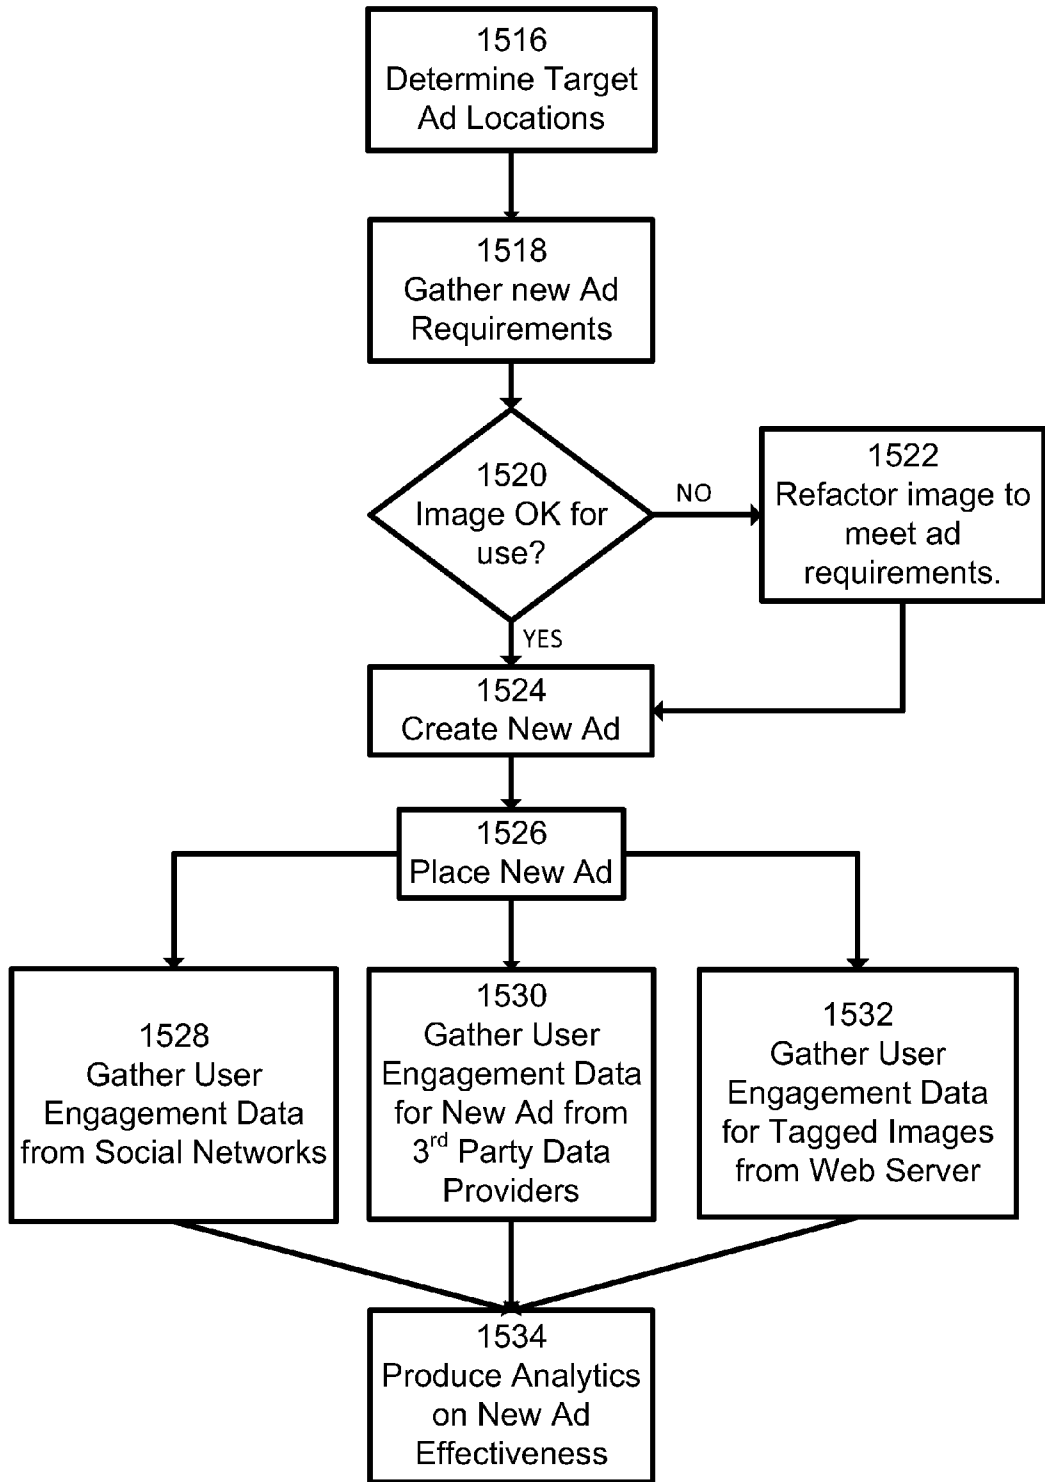 1516
Determine Target
Ad Locations
1518
Gather new Ad
Requirements
1520
Image OK for
use?
NO
1522
Refactor image to
meet ad
requirements.
YES
1524
Create New Ad
1526
Place New Ad
1528
Gather User
Engagement Data
from Social Networks
1530
Gather User
Engagement Data
for New Ad from
3rd Party Data
Providers
1532
Gather User
Engagement Data
for Tagged Images
from Web Server
1534
Produce Analytics
on New Ad
Effectiveness